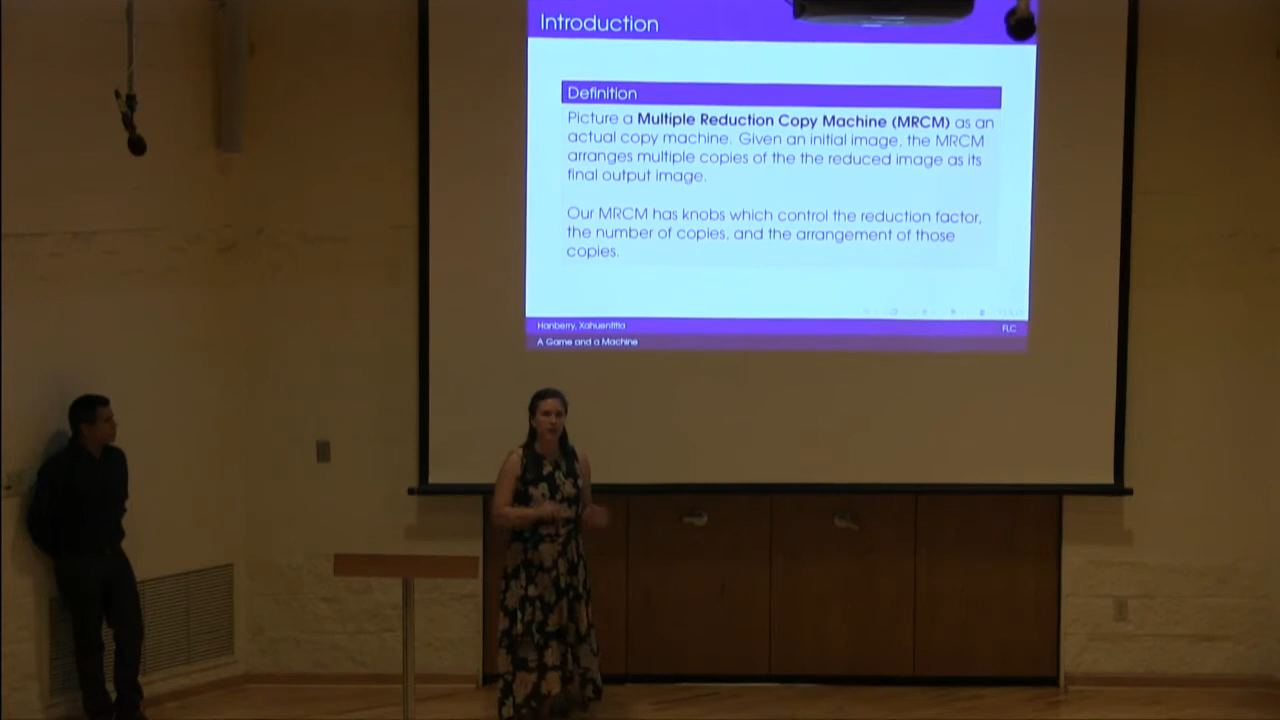 Introduction
Definition
Picture a Multiple Reduction Copy Machine (MRCM) as an
actual copy machine. Given an initial image, the MRCM
arranges multiple copies of the the reduced image as its
final output image.
Our MRCM has knobs which control the reduction factor,
the number of copies, and the arrangement of those
copies.
Hanberry, Xahuentitla
FLC
A Game and a Machine